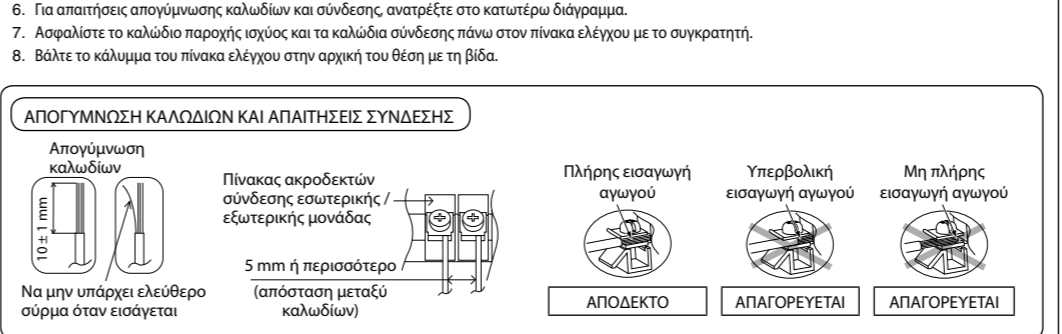 6. Για απαιτήσεις απογύμνωσης καλωδίων και σύνδεσης, ανατρέξτε στο κατωτέρω διάγραμμα.
7. Ασφαλίστε το καλώδιο παροχής ισχύος και τα καλώδια σύνδεσης πάνω στον πίνακα ελέγχου με το συγκρατητή.
8. Βάλτε το κάλυμμα του πίνακα ελέγχου στην αρχική του θέση με τη βίδα.
ΑΠΟΓΥΜΝΩΣΗ ΚΑΛΩΔΙΩΝ ΚΑΙ ΑΠΑΙΤΗΣΕΙΣ ΣΥΝΔΕΣΗΣ
Απογύμνωση
καλωδίων
10 ± 1 mm
Να μην υπάρχει ελεύθερο
σύρμα όταν εισάγεται
Πίνακας ακροδεκτών
σύνδεσης εσωτερικής /
εξωτερικής μονάδας
5 mm ή περισσότερο
(απόσταση μεταξύ
καλωδίων)
Πλήρης εισαγωγή
αγωγού
ΑΠΟΔΕΚΤΟ
Υπερβολική
εισαγωγή αγωγού
ΑΠΑΓΟΡΕΥΕΤΑΙ
Μη πλήρης
εισαγωγή αγωγού
ΑΠΑΓΟΡΕΥΕΤΑΙ